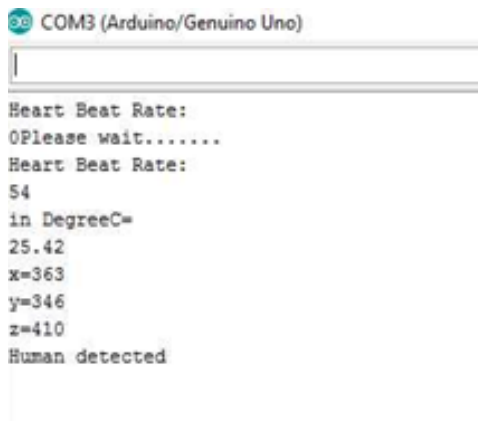 COM3 (Arduino/Genuino Uno)
Heart Beat Rate:
0Please wait.......
Heart Beat Rate:
54
in DegreeC=
25.42
x=363
y=346
z=410
Human detected